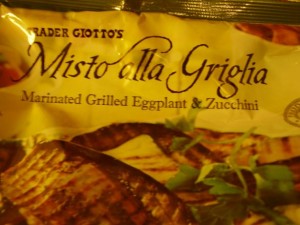 TRADER GIOTTO'S
Misto alla Griglia
Marinated Grilled Eggplant & Zucchini